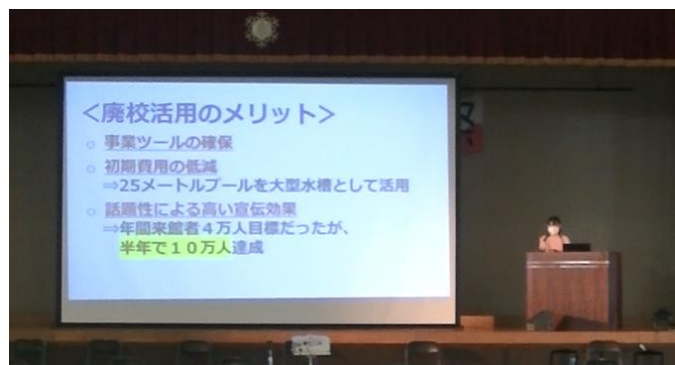 ＜廃校活用のメリット＞
○ 事業ツールの確保
○ 初期費用の低減
⇒25メートルプールを大型水槽として活用
○ 話題性による高い宣伝効果
⇒年間来館者４万人目標だったが、
半年で１０万人達成